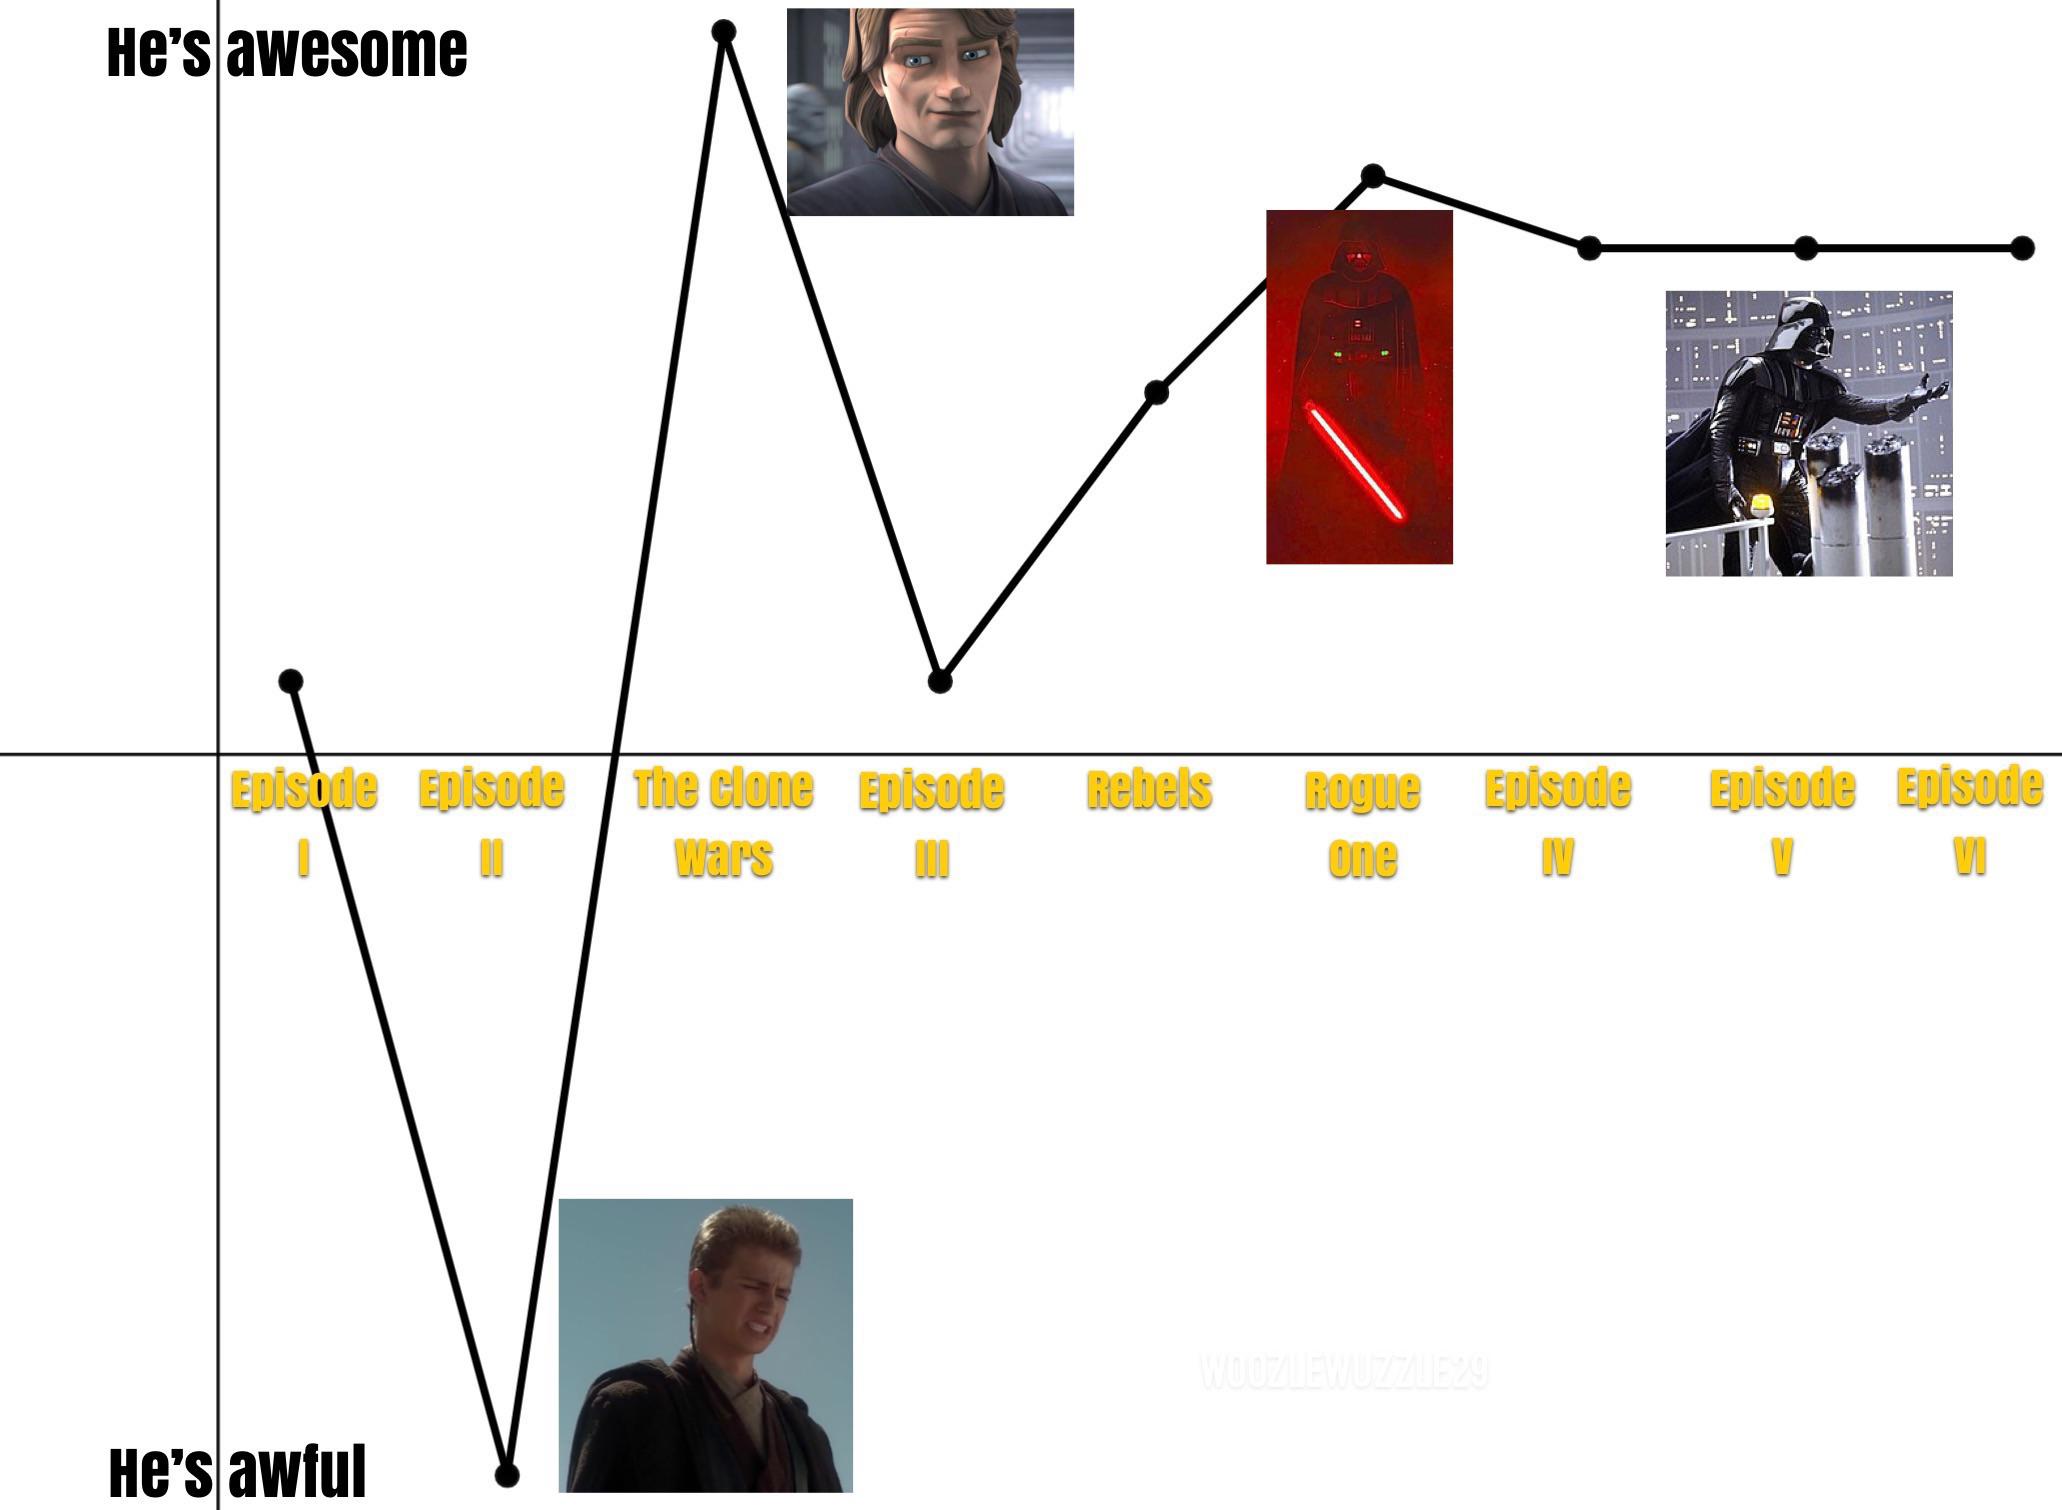 He's awesome
Episode
I
Episode
II
The Clone
Wars
Episode
III
Rebels
Rogue
One
Episode
IV
Episode
V
Episode
VI
WOOZLEWUZZLE29
He's awful